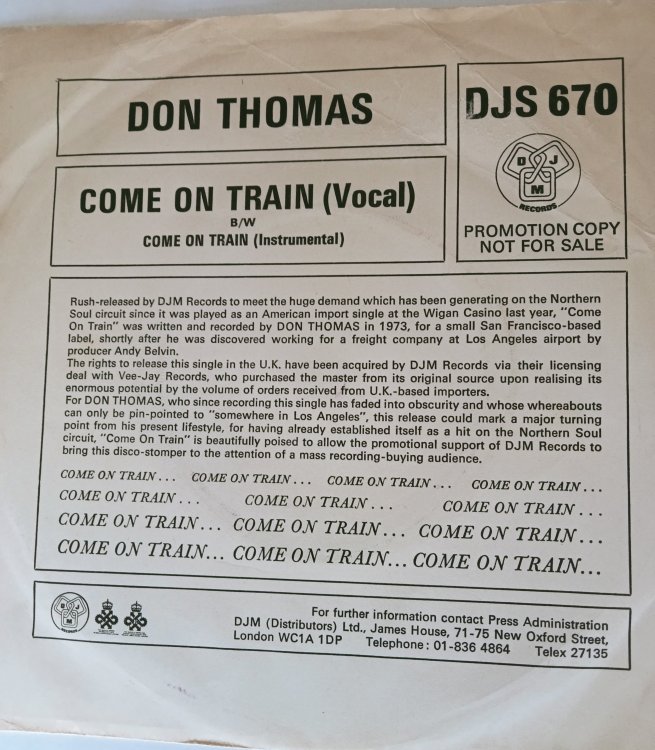 DON THOMAS
DJS 670
COME ON TRAIN (Vocal)
B/W
COME ON TRAIN (Instrumental)
D J
M
RECORDS
PROMOTION COPY
NOT FOR SALE
Rush-released by DJM Records to meet the huge demand which has been generating on the Northern
Soul circuit since it was played as an American import single at the Wigan Casino last year, "Come
On Train" was written and recorded by DON THOMAS in 1973, for a small San Francisco-based
label, shortly after he was discovered working for a freight company at Los Angeles airport by
producer Andy Belvin.
The rights to release this single in the U.K. have been acquired by DJM Records via their licensing
deal with Vee-Jay Records, who purchased the master from its original source upon realising its
enormous potential by the volume of orders received from U.K.-based importers.
For DON THOMAS, who since recording this single has faded into obscurity and whose whereabouts
can only be pin-pointed to "somewhere in Los Angeles", this release could mark a major turning
point from his present lifestyle, for having already established itself as a hit on the Northern Soul
circuit, "Come On Train" is beautifully poised to allow the promotional support of DJM Records to
bring this disco-stomper to the attention of a mass recording-buying audience.
COME ON TRAIN... COME ON TRAIN... COME ON TRAIN... COME ON TRAIN...
COME ON TRAIN... COME ON TRAIN... COME ON TRAIN...
COME ON TRAIN... COME ON TRAIN... COME ON TRAIN...
COME ON TRAIN... COME ON TRAIN... COME ON TRAIN...
D J
M
RECORDS
For further information contact Press Administration
DJM (Distributors) Ltd., James House, 71-75 New Oxford Street,
London WC1A 1DP Telephone: 01-836 4864 Telex 27135